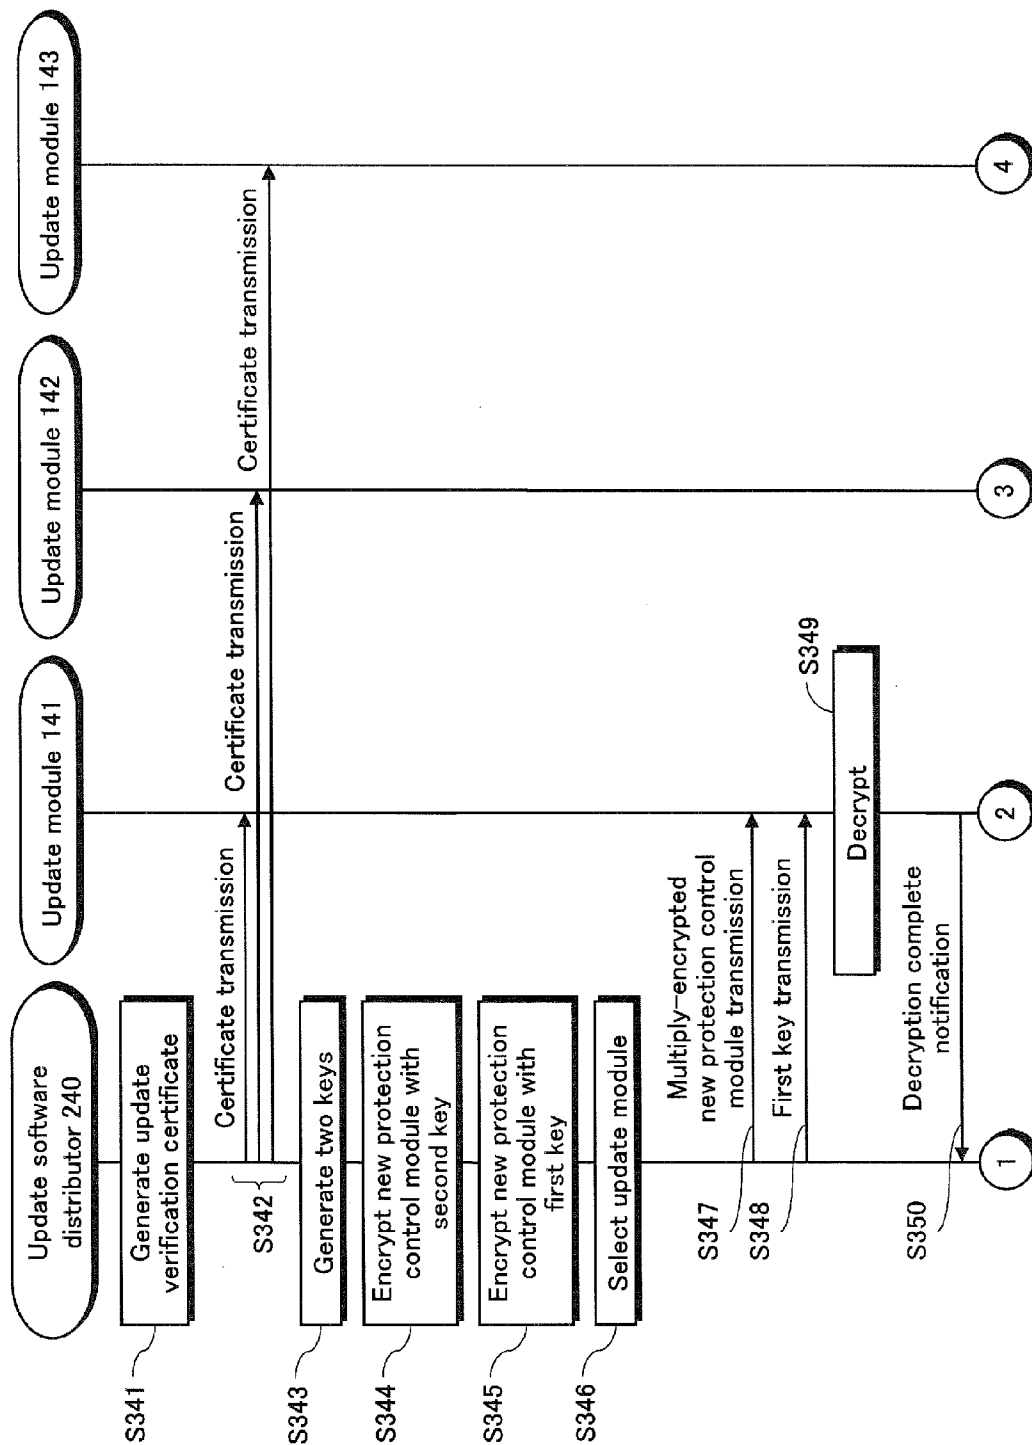 Update software
distributor 240
Update module 141
Update module 142
Update module 143
S341
Generate update
verification certificate
S342
Certificate transmission
Certificate transmission
Certificate transmission
S343
Generate two keys
S344
Encrypt new protection
control module with
second key
S345
Encrypt new protection
control module with
first key
S346
Select update module
S347
Multiply-encrypted
new protection control
module transmission
S348
First key transmission
S349
Decrypt
S350
Decryption complete
notification
1
2
3
4